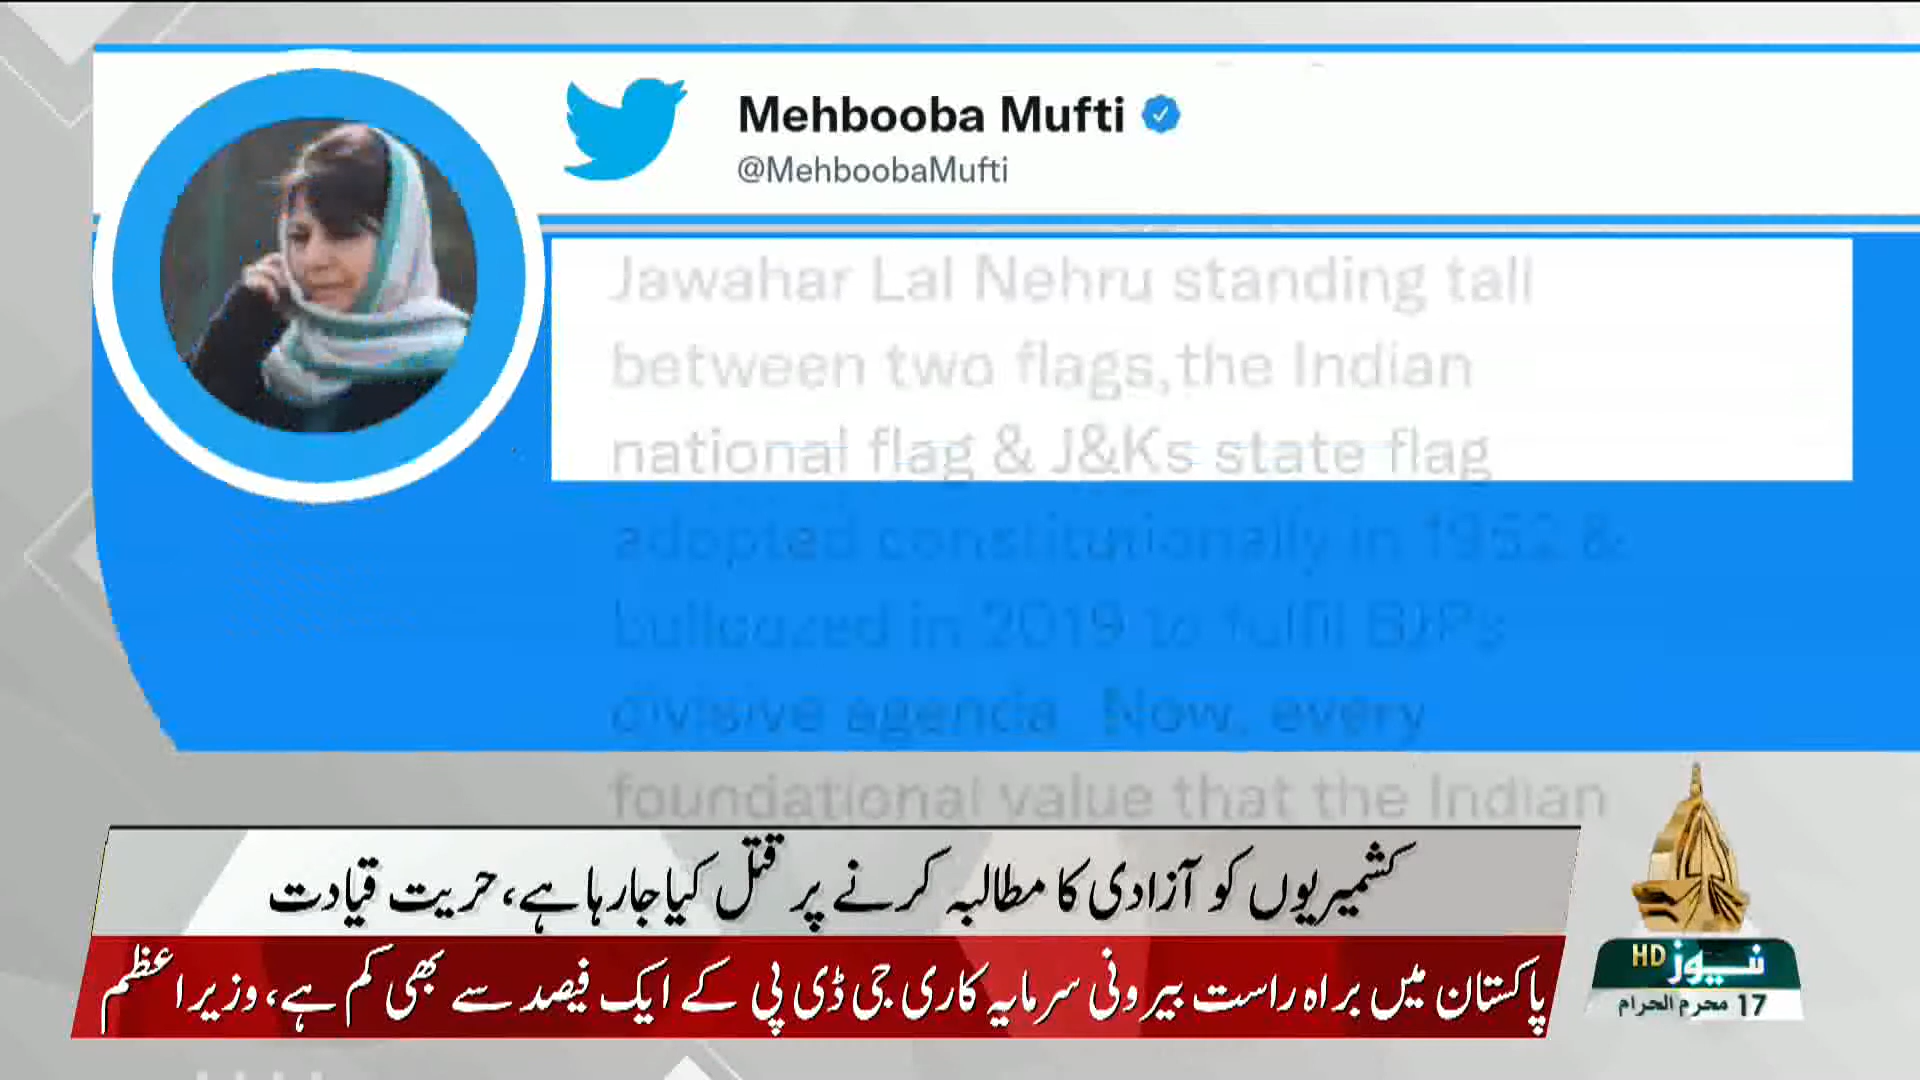 Mehbooba Mufti
@MehboobaMufti
Jawahar Lal Nehru standing tall
between two flags,the Indian
national flag & J&Ks state flag
adopted constitutionally in 1952 &
bulldozed in 2019 to fulfil BJPs
divisive agenda. Now, every
foundational value that the Indian
کشمیریوں کو آزادی کا مطالبہ کرنے پر قتل کیا جا رہا ہے، حریت قیادت
پاکستان میں براہ راست بیرونی سرمایہ کاری جی ڈی پی کے ایک فیصد سے بھی کم ہے، وزیراعظم
نیوز HD
17 محرم الحرام